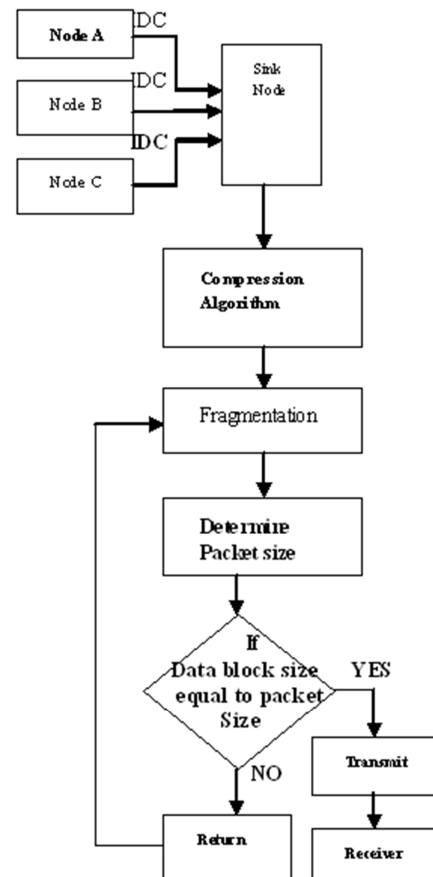 IDC
Node A
Sink
Node
IDC
Node B
IDC
Node C
Compression
Algorithm
Fragmentation
Determine
Packet size
If
Data block size
equal to packet
Size
YES
NO
Transmit
Return
Receiver